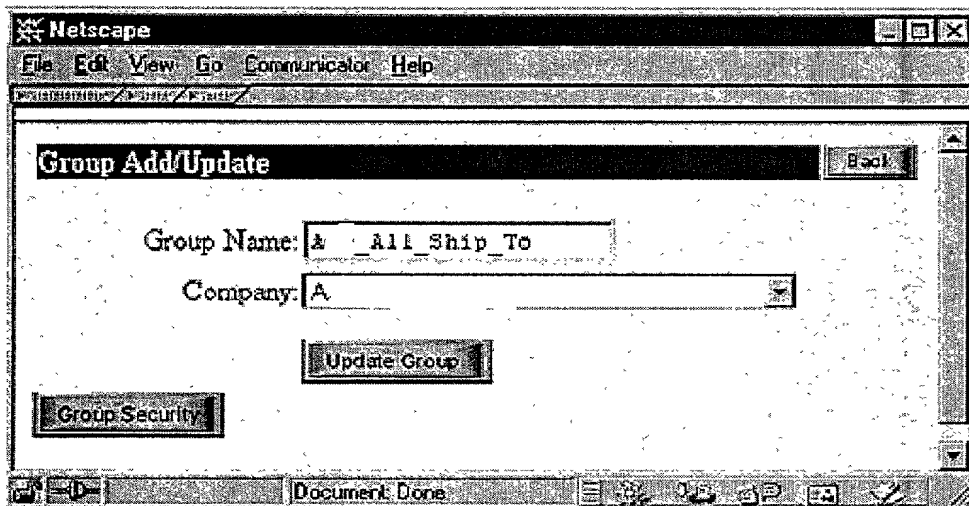 Netscape
File Edit View Go Communicator Help
Group Add/Update Back
Group Name: A _All_Ship_To
Company: A
Update Group
Group Security
Document: Done